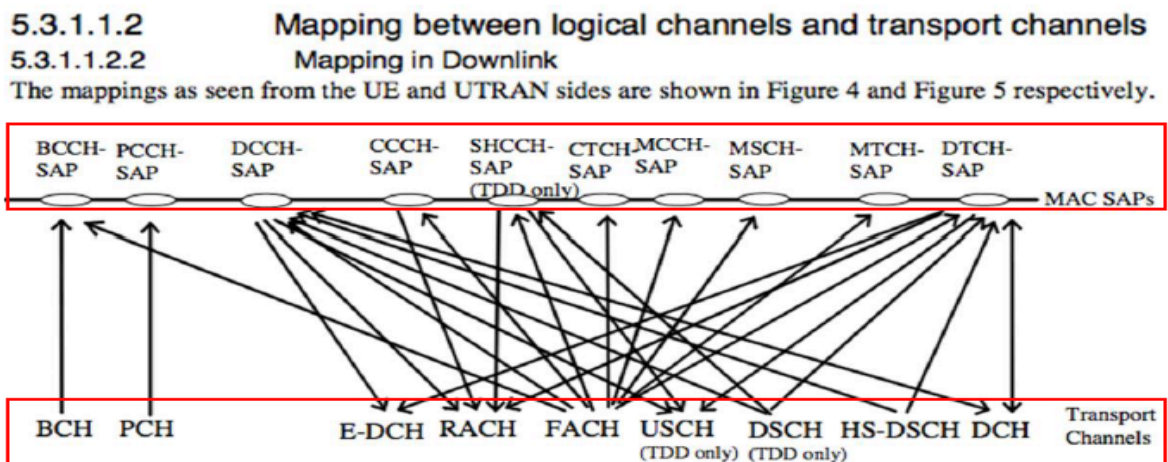 5.3.1.1.2 Mapping between logical channels and transport channels
5.3.1.1.2.2 Mapping in Downlink
The mappings as seen from the UE and UTRAN sides are shown in Figure 4 and Figure 5 respectively.
BCCH- PCCH- DCCH- CCCH- SHCCH- CTCH- MCCH- MSCH- MTCH- DTCH-
SAP SAP SAP SAP SAP SAP SAP SAP SAP SAP
(TDD only)
MAC SAPs
BCH PCH E-DCH RACH FACH USCH DSCH HS-DSCH DCH Transport
(TDD only) (TDD only) Channels